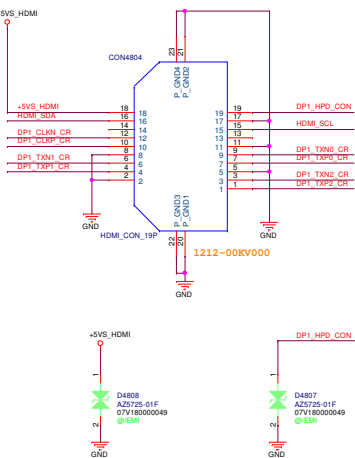 +5VS_HDMI
CON4804
23
21
P_GND4
P_GND2
+5VS_HDMI 18 18 19 19 DP1_HPD_CON
HDMI_SDA 16 16 17 17
14 14 15 15 HDMI_SCL
DP1_CLKN_CR 12 12 13 13
DP1_CLKP_CR 10 10 11 11
8 8 9 9 DP1_TXN0_CR
DP1_TXN1_CR 6 6 7 7 DP1_TXP0_CR
DP1_TXP1_CR 4 4 5 5
2 2 3 3 DP1_TXN2_CR
1 1 DP1_TXP2_CR
P_GND3
P_GND1
GND
GND
HDMI_CON_19P
22
20
1212-00KV000
GND
+5VS_HDMI
DP1_HPD_CON
1
1
D4808
AZ5725-01F
07V180000049
@/EMI
2
GND
D4807
AZ5725-01F
07V180000049
@/EMI
2
GND